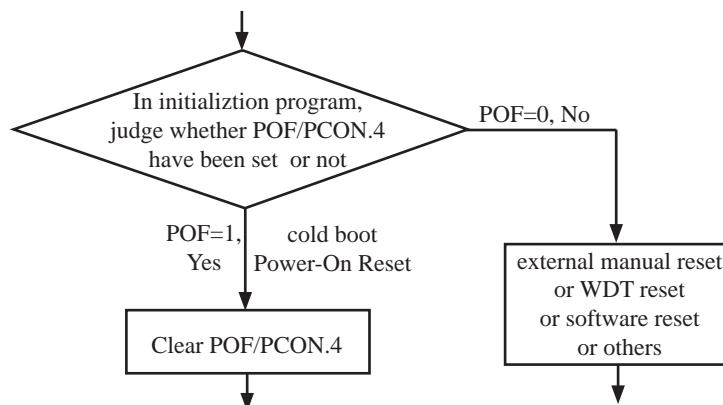 In initializtion program,
judge whether POF/PCON.4
have been set or not
POF=0, No
POF=1,
Yes
cold boot
Power-On Reset
external manual reset
or WDT reset
or software reset
or others
Clear POF/PCON.4